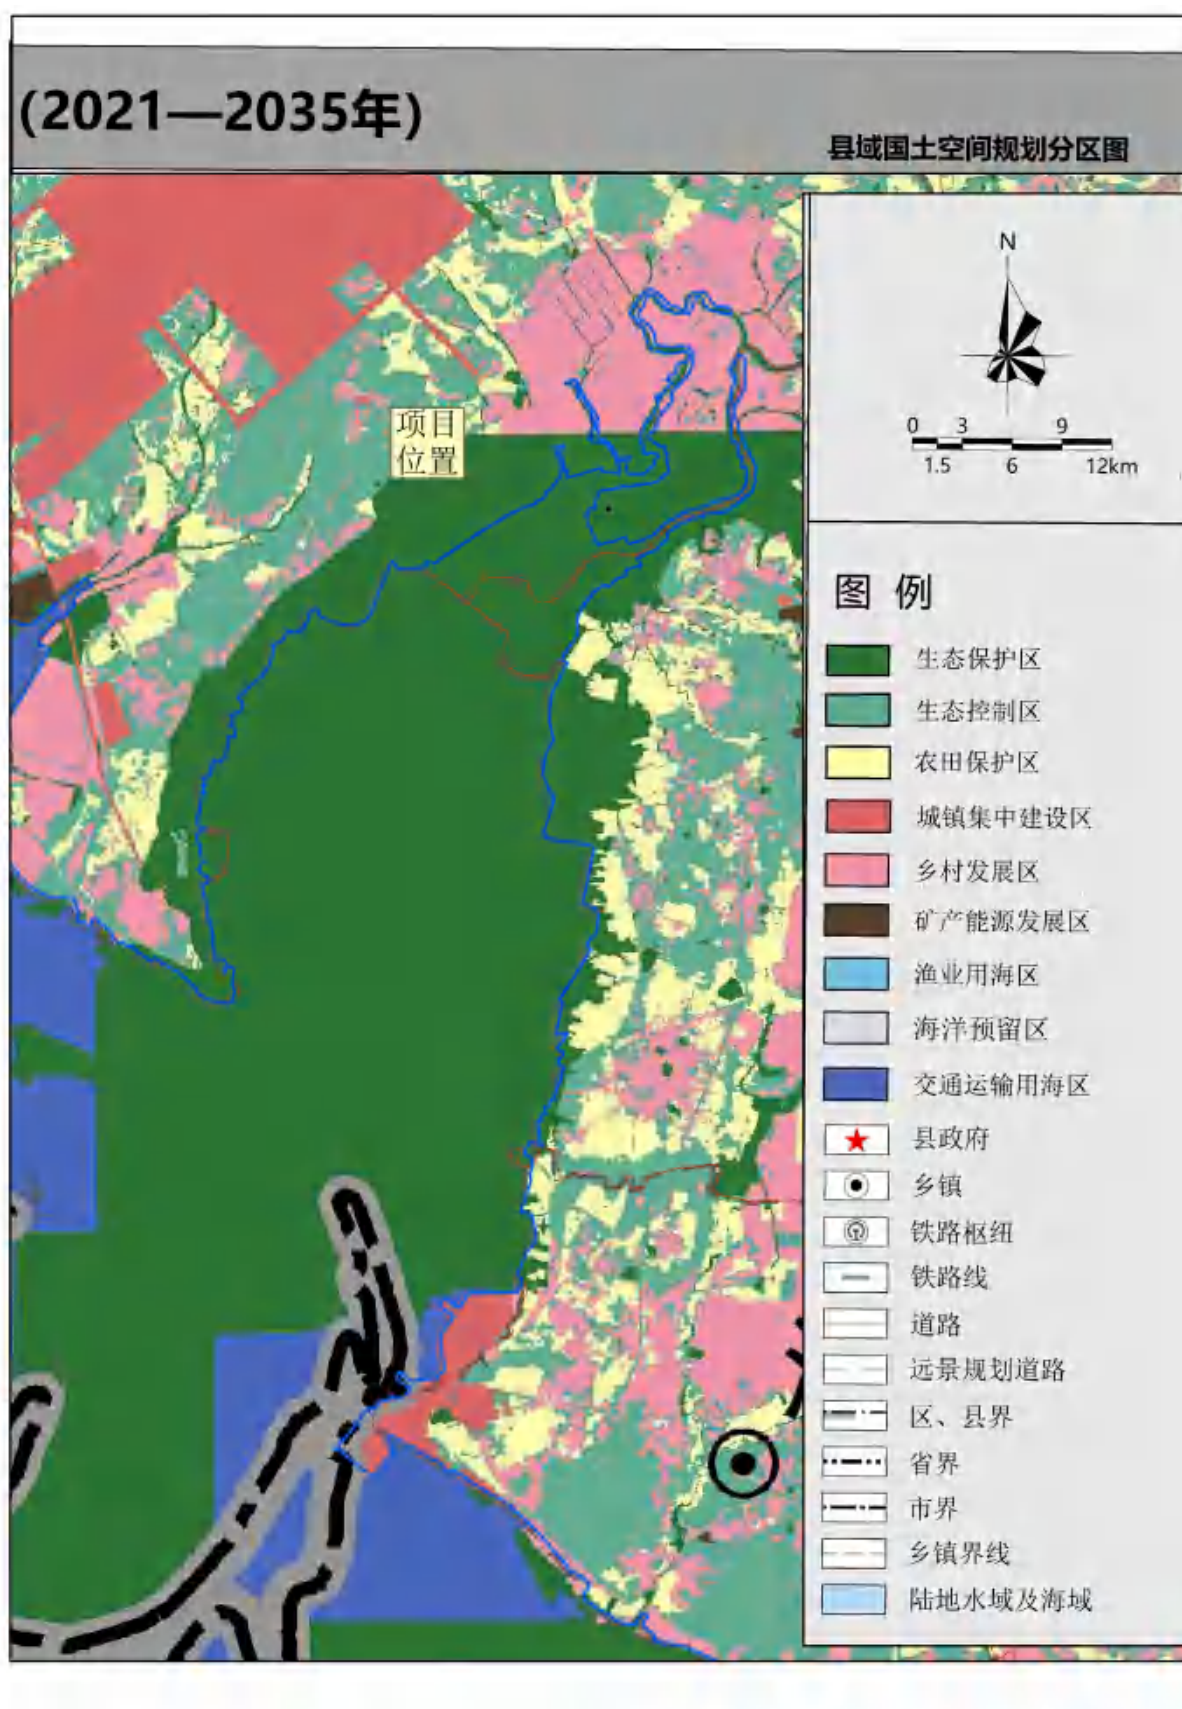 (2021—2035年)
县域国土空间规划分区图
N
0 3 9
1.5 6 12km
项目
位置
图 例
生态保护区
生态控制区
农田保护区
城镇集中建设区
乡村发展区
矿产能源发展区
渔业用海区
海洋预留区
交通运输用海区
县政府
乡镇
铁路枢纽
铁路线
道路
远景规划道路
区、县界
省界
市界
乡镇界线
陆地水域及海域